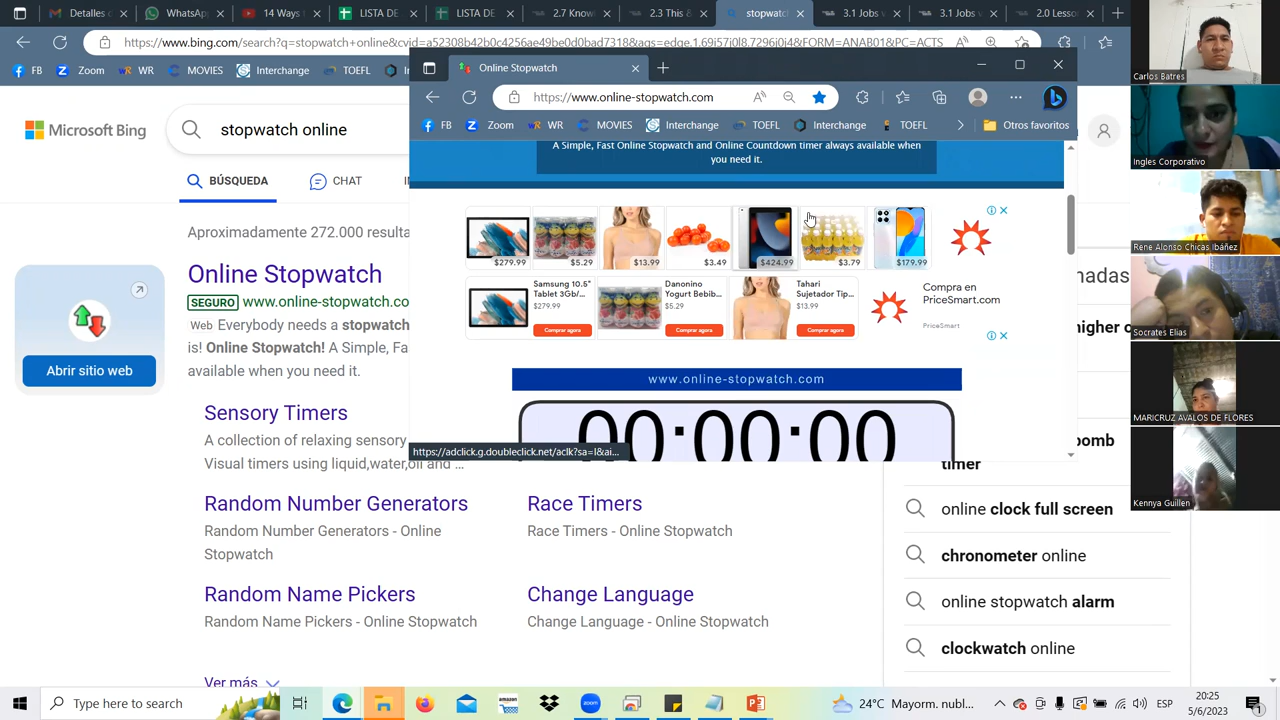 Detalles
WhatsA
14 Ways
LISTA DE
LISTA DE
2.7 Know
2.3 This &
stopwatc
3.1 Jobs v
3.1 Jobs w
2.0 Lesso
https://www.bing.com/search?q=stopwatch+online&cvid=a52308b42b0c4256ae49be0d0bad7318&aqs=edge.1.69i57j0l8.7296j0j4&FORM=ANAB01&PC=ACTS
FB
Zoom
WR
MOVIES
Interchange
TOEFL
Online Stopwatch
https://www.online-stopwatch.com
FB
Zoom
WR
MOVIES
Interchange
TOEFL
Interchange
TOEFL
Otros favoritos
Microsoft Bing
stopwatch online
BÚSQUEDA
CHAT
Aproximadamente 272.000 resulta
Online Stopwatch
SEGURO www.online-stopwatch.co
Web Everybody needs a stopwatch
is! Online Stopwatch! A Simple, Fa
available when you need it.
Abrir sitio web
Sensory Timers
A collection of relaxing sensory
Visual timers using liquid,water,oil and ...
Random Number Generators
Random Number Generators - Online
Stopwatch
Race Timers
Race Timers - Online Stopwatch
Random Name Pickers
Random Name Pickers - Online Stopwatch
Change Language
Change Language - Online Stopwatch
Ver más
A Simple, Fast Online Stopwatch and Online Countdown timer always available when
you need it.
$279.99
$5.29
$13.99
$3.49
$424.99
$3.79
$179.99
Samsung 10.5"
Tablet 3Gb/...
$279.99
Comprar agora
Danonino
Yogurt Bebib...
$5.29
Comprar agora
Tahari
Sujetador Tip...
$13.99
Comprar agora
Compra en
PriceSmart.com
PriceSmart
www.online-stopwatch.com
00:00:00
https://adclick.g.doubleclick.net/aclk?sa=l&ai...
nadas
higher o
bomb
timer
online clock full screen
chronometer online
online stopwatch alarm
clockwatch online
Carlos Batres
Ingles Corporativo
Rene Alonso Chicas Ibáñez
Socrates Elias
MARICRUZ AVALOS DE FLORES
Kennya Guillen
Type here to search
amazon
24°C Mayorm. nubl...
ESP
20:25
5/6/2023
1